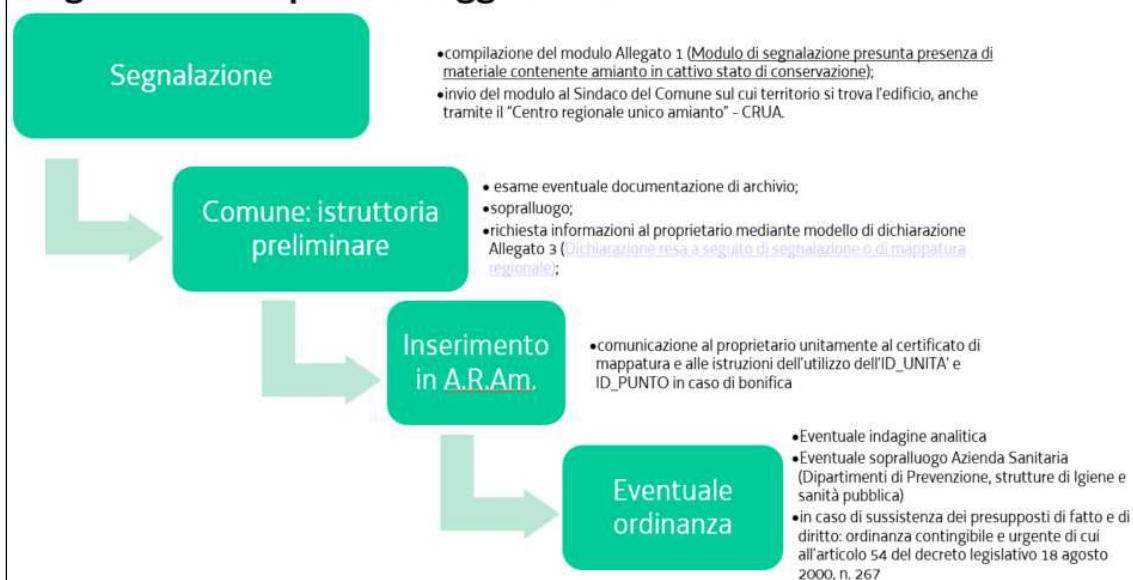 Segnalazione
•compilazione del modulo Allegato 1 (Modulo di segnalazione presunta presenza di
materiale contenente amianto in cattivo stato di conservazione);
•invio del modulo al Sindaco del Comune sul cui territorio si trova l'edificio, anche
tramite il "Centro regionale unico amianto" - CRUA.
Comune: istruttoria
preliminare
• esame eventuale documentazione di archivio;
•sopralluogo;
•richiesta informazioni al proprietario mediante modello di dichiarazione
Allegato 3 (Dichiarazione resa a seguito di segnalazione o di mappatura
regionale);
Inserimento
in A.R.Am.
•comunicazione al proprietario unitamente al certificato di
mappatura e alle istruzioni dell'utilizzo dell'ID_UNITA' e
ID_PUNTO in caso di bonifica
Eventuale
ordinanza
•Eventuale indagine analitica
•Eventuale sopralluogo Azienda Sanitaria
(Dipartimenti di Prevenzione, strutture di Igiene e
sanità pubblica)
•in caso di sussistenza dei presupposti di fatto e di
diritto: ordinanza contingibile e urgente di cui
all'articolo 54 del decreto legislativo 18 agosto
2000, n. 267